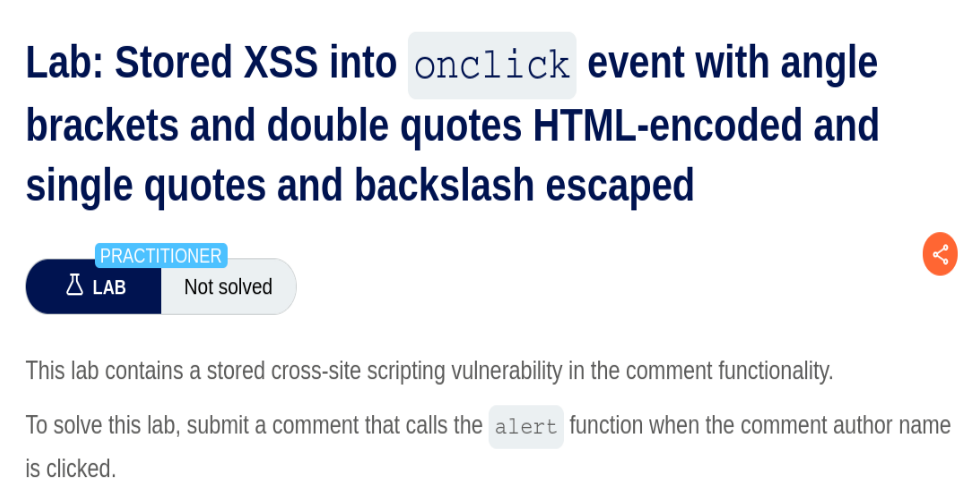 Lab: Stored XSS into onclick event with angle
brackets and double quotes HTML-encoded and
single quotes and backslash escaped
PRACTITIONER
LAB Not solved
This lab contains a stored cross-site scripting vulnerability in the comment functionality.
To solve this lab, submit a comment that calls the alert function when the comment author name
is clicked.